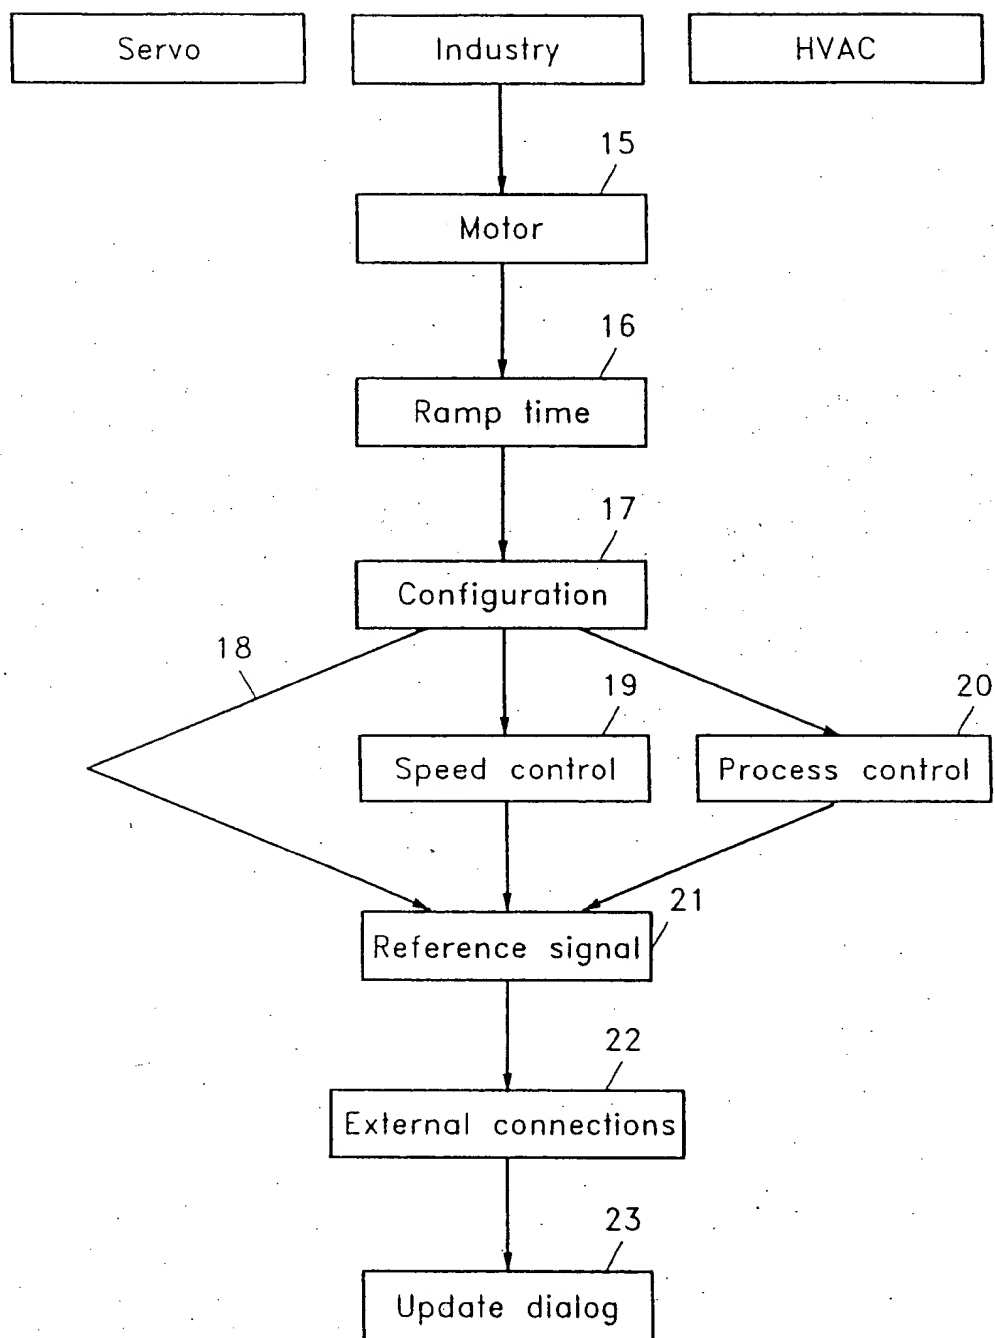 Servo
Industry
HVAC
15
Motor
16
Ramp time
17
Configuration
18
19
20
Speed control
Process control
21
Reference signal
22
External connections
23
Update dialog